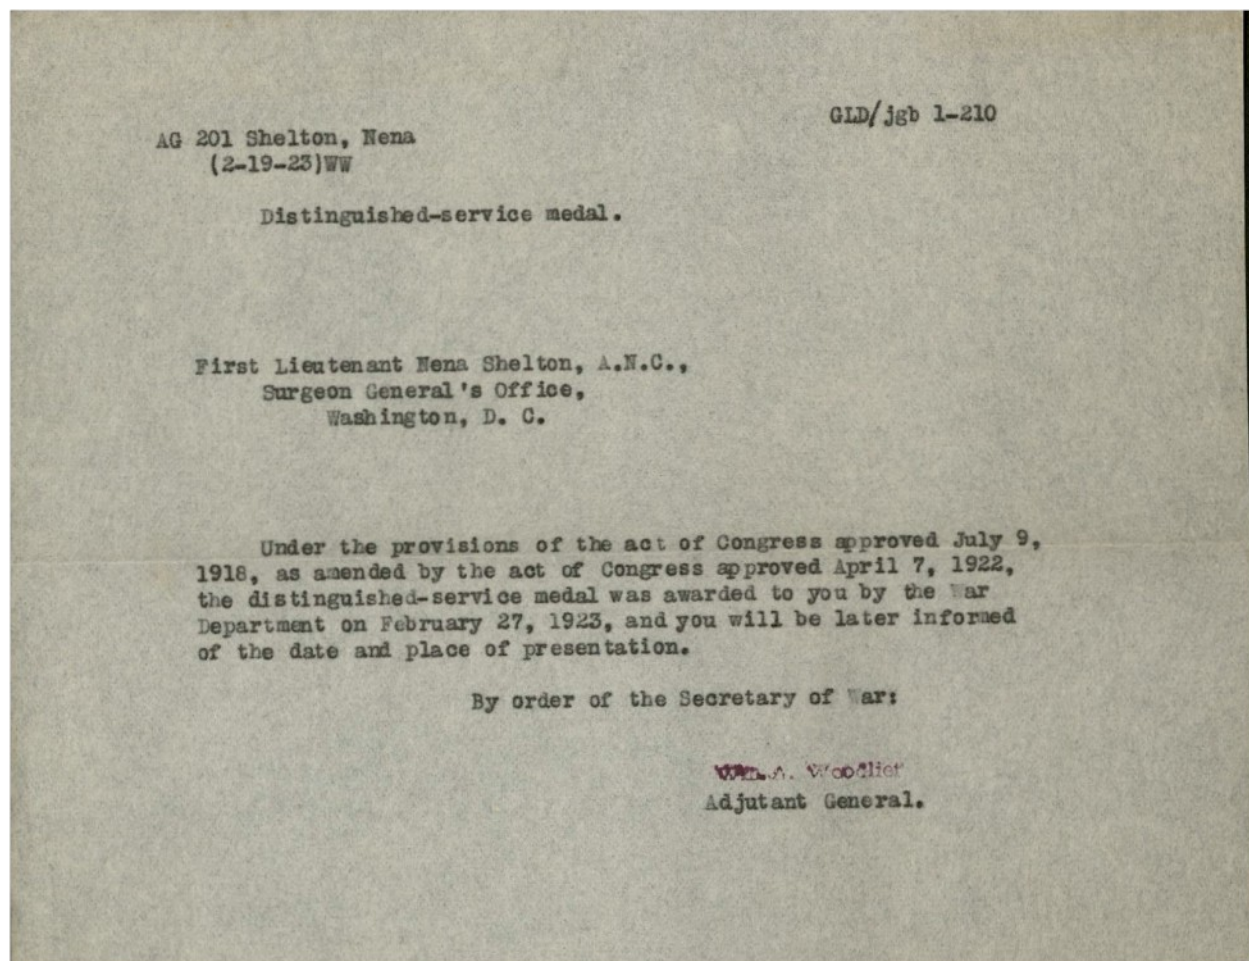 GLD/jgb 1-210
AG 201 Shelton, Nena
(2-19-23)WW
Distinguished-service medal.
First Lieutenant Nena Shelton, A.N.C.,
Surgeon General's Office,
Washington, D. C.
Under the provisions of the act of Congress approved July 9,
1918, as amended by the act of Congress approved April 7, 1922,
the distinguished-service medal was awarded to you by the War
Department on February 27, 1923, and you will be later informed
of the date and place of presentation.
By order of the Secretary of War:
Wm. A.
Adjutant General.